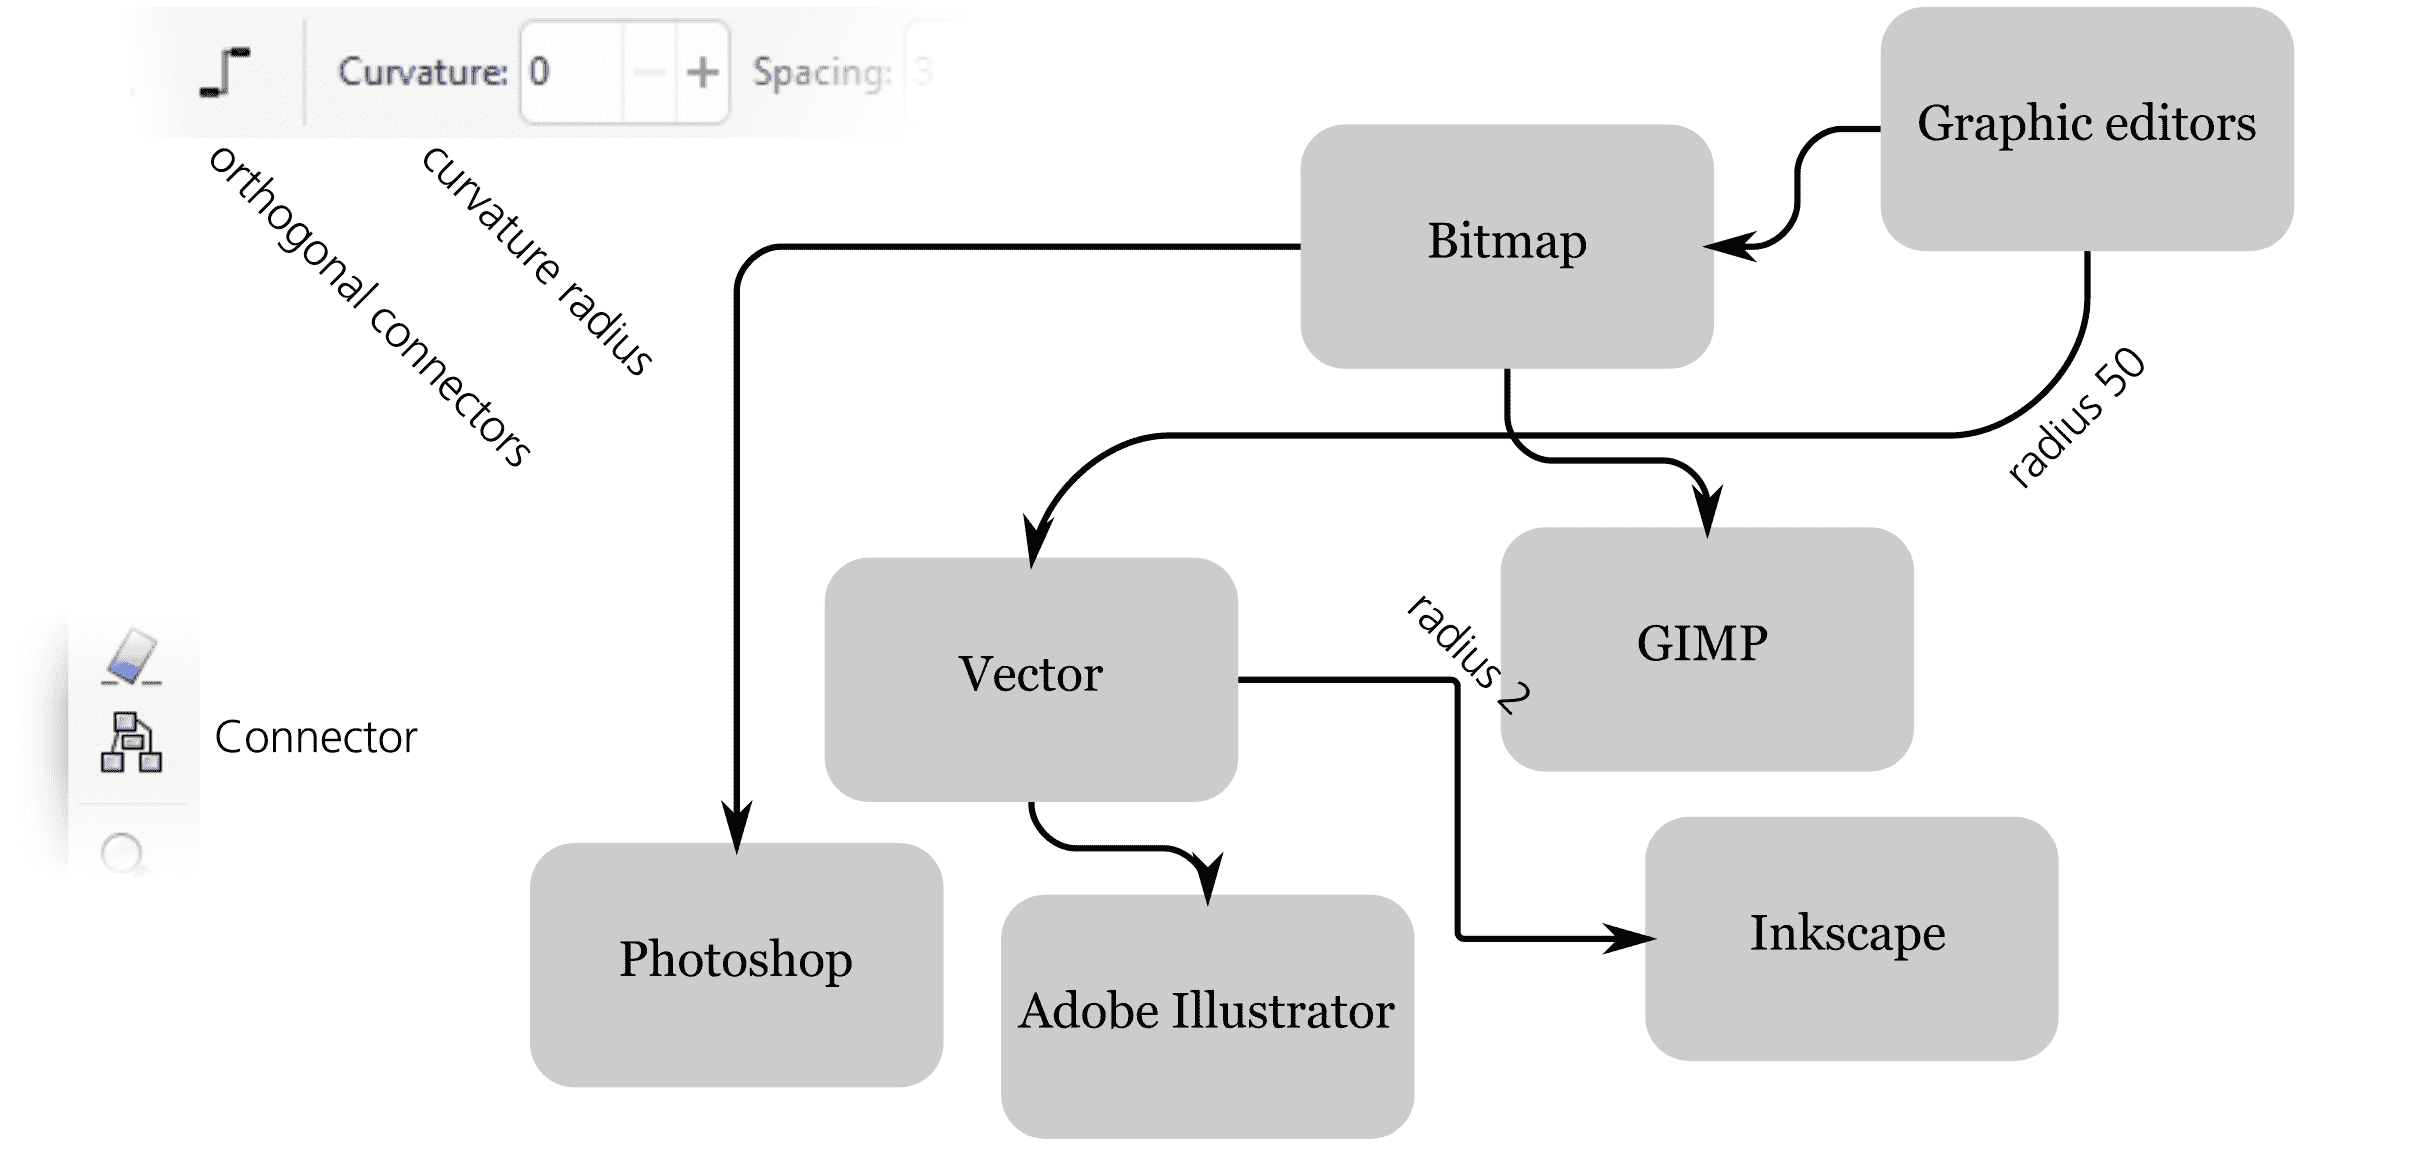 Curvature: 0 Spacing: 3
orthogonal connectors
curvature radius
Graphic editors
Bitmap
radius 50
Vector
radius 2
GIMP
Connector
Photoshop
Adobe Illustrator
Inkscape